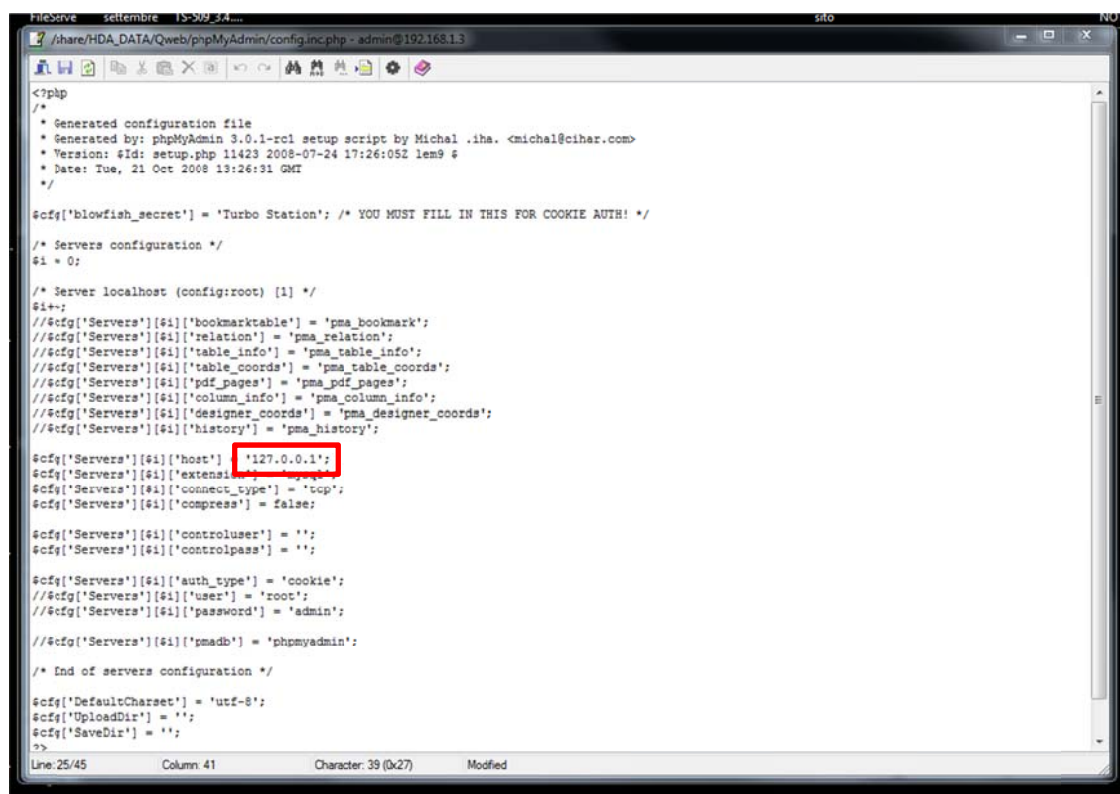 FileServe settembre TS-509_3.4.... sito NO
/share/HDA_DATA/Qweb/phpMyAdmin/config.inc.php - admin@192.168.1.3
<?php
/*
 * Generated configuration file
 * Generated by: phpMyAdmin 3.0.1-rc1 setup script by Michal .iha. <michal@cihar.com>
 * Version: $Id: setup.php 11423 2008-07-24 17:26:05Z lem9 $
 * Date: Tue, 21 Oct 2008 13:26:31 GMT
 */
$cfg['blowfish_secret'] = 'Turbo Station'; /* YOU MUST FILL IN THIS FOR COOKIE AUTH! */
/* Servers configuration */
$i = 0;
/* Server localhost (config:root) [1] */
$i++;
//$cfg['Servers'][$i]['bookmarktable'] = 'pma_bookmark';
//$cfg['Servers'][$i]['relation'] = 'pma_relation';
//$cfg['Servers'][$i]['table_info'] = 'pma_table_info';
//$cfg['Servers'][$i]['table_coords'] = 'pma_table_coords';
//$cfg['Servers'][$i]['pdf_pages'] = 'pma_pdf_pages';
//$cfg['Servers'][$i]['column_info'] = 'pma_column_info';
//$cfg['Servers'][$i]['designer_coords'] = 'pma_designer_coords';
//$cfg['Servers'][$i]['history'] = 'pma_history';
$cfg['Servers'][$i]['host'] = '127.0.0.1';
$cfg['Servers'][$i]['extension'] = 'mysql';
$cfg['Servers'][$i]['connect_type'] = 'tcp';
$cfg['Servers'][$i]['compress'] = false;
$cfg['Servers'][$i]['controluser'] = '';
$cfg['Servers'][$i]['controlpass'] = '';
$cfg['Servers'][$i]['auth_type'] = 'cookie';
//$cfg['Servers'][$i]['user'] = 'root';
//$cfg['Servers'][$i]['password'] = 'admin';
//$cfg['Servers'][$i]['pmadb'] = 'phpmyadmin';
/* End of servers configuration */
$cfg['DefaultCharset'] = 'utf-8';
$cfg['UploadDir'] = '';
$cfg['SaveDir'] = '';
?>
Line: 25/45 Column: 41 Character: 39 (0x27) Modified